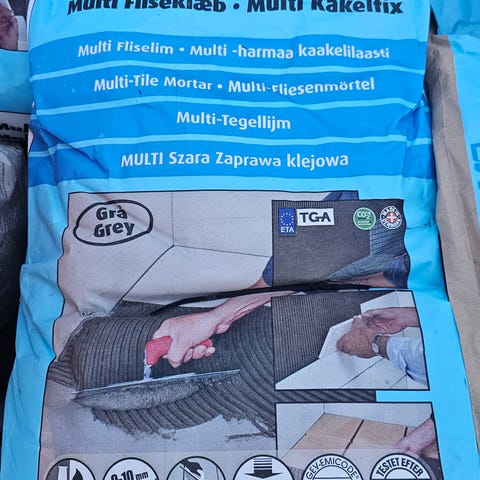 Multi Fliseklæb • Multi Kakelfix
Multi Fliselim • Multi -harmaa kaakelilaasti
Multi-Tile Mortar • Multi-Fliesenmörtel
Multi-Tegellijm
MULTI Szara Zaprawa klejowa
Grå
Grey
ETA
TGA
0-10 mm
GEV-EMICODE
TESTET EFTER